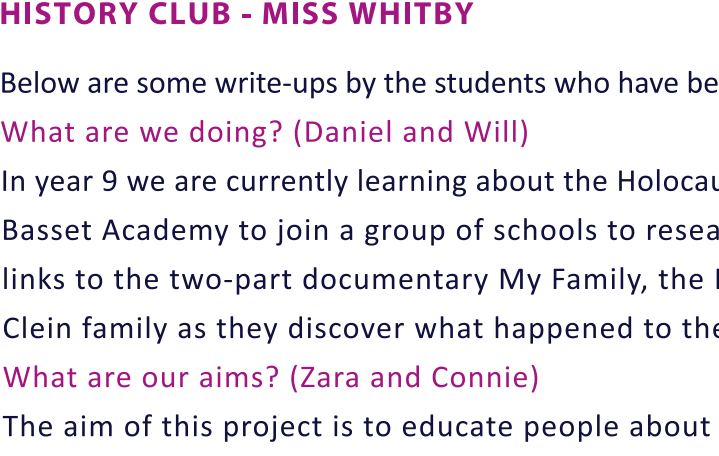 HISTORY CLUB - MISS WHITBY
Below are some write-ups by the students who have be
What are we doing? (Daniel and Will)
In year 9 we are currently learning about the Holocau
Basset Academy to join a group of schools to resea
links to the two-part documentary My Family, the
Clein family as they discover what happened to the
What are our aims? (Zara and Connie)
The aim of this project is to educate people about